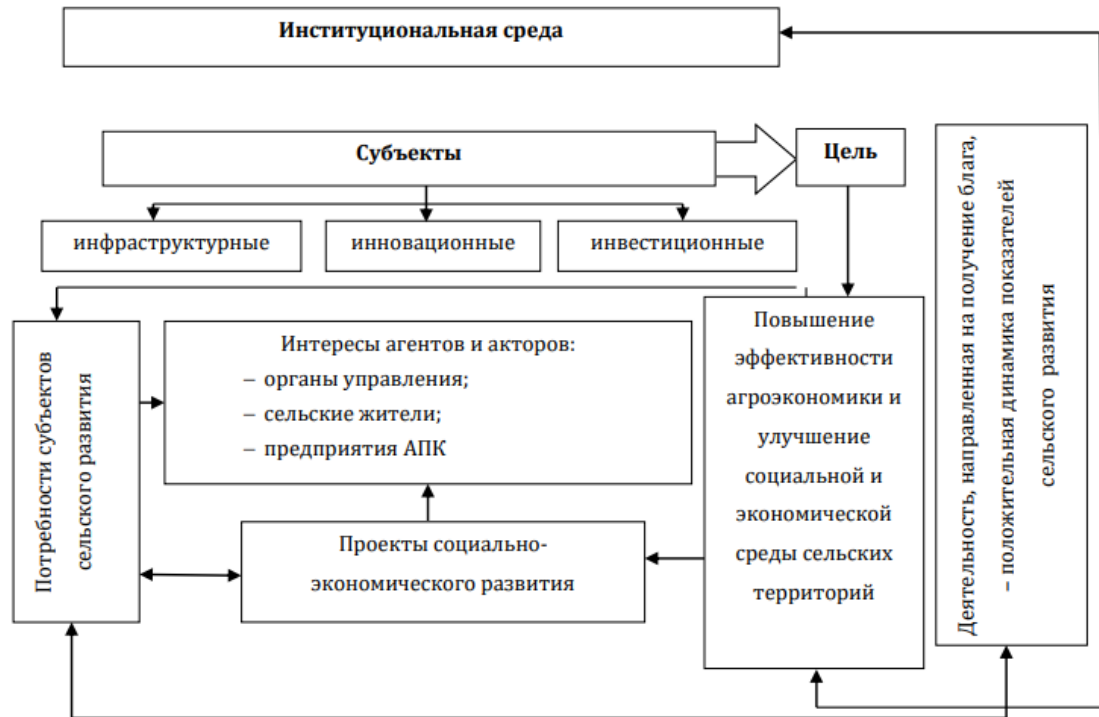 Институциональная среда
Субъекты
Цель
инфраструктурные
инновационные
инвестиционные
Потребности субъектов
сельского развития
Интересы агентов и акторов:
– органы управления;
– сельские жители;
– предприятия АПК
Проекты социально-
экономического развития
Повышение
эффективности
агроэкономики и
улучшение
социальной и
экономической
среды сельских
территорий
Деятельность, направленная на получение блага,
– положительная динамика показателей
сельского развития